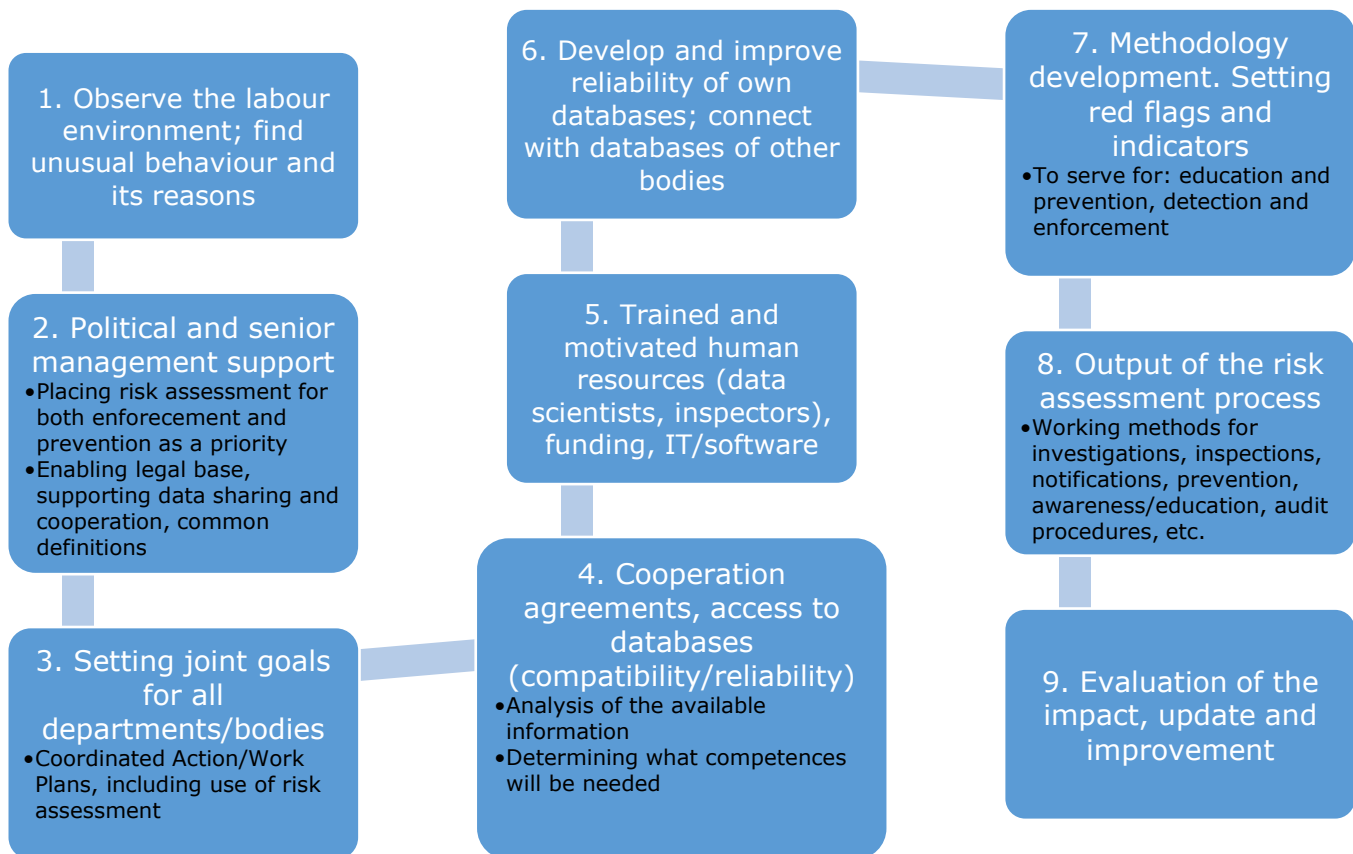 1. Observe the labour
environment; find
unusual behaviour and
its reasons
2. Political and senior
management support
•Placing risk assessment for
both enforecement and
prevention as a priority
•Enabling legal base,
supporting data sharing and
cooperation, common
definitions
3. Setting joint goals
for all
departments/bodies
•Coordinated Action/Work
Plans, including use of risk
assessment
4. Cooperation
agreements, access to
databases
(compatibility/reliability)
•Analysis of the available
information
•Determining what competences
will be needed
5. Trained and
motivated human
resources (data
scientists, inspectors),
funding, IT/software
6. Develop and improve
reliability of own
databases; connect
with databases of other
bodies
7. Methodology
development. Setting
red flags and
indicators
•To serve for: education and
prevention, detection and
enforcement
8. Output of the risk
assessment process
•Working methods for
investigations, inspections,
notifications, prevention,
awareness/education, audit
procedures, etc.
9. Evaluation of the
impact, update and
improvement